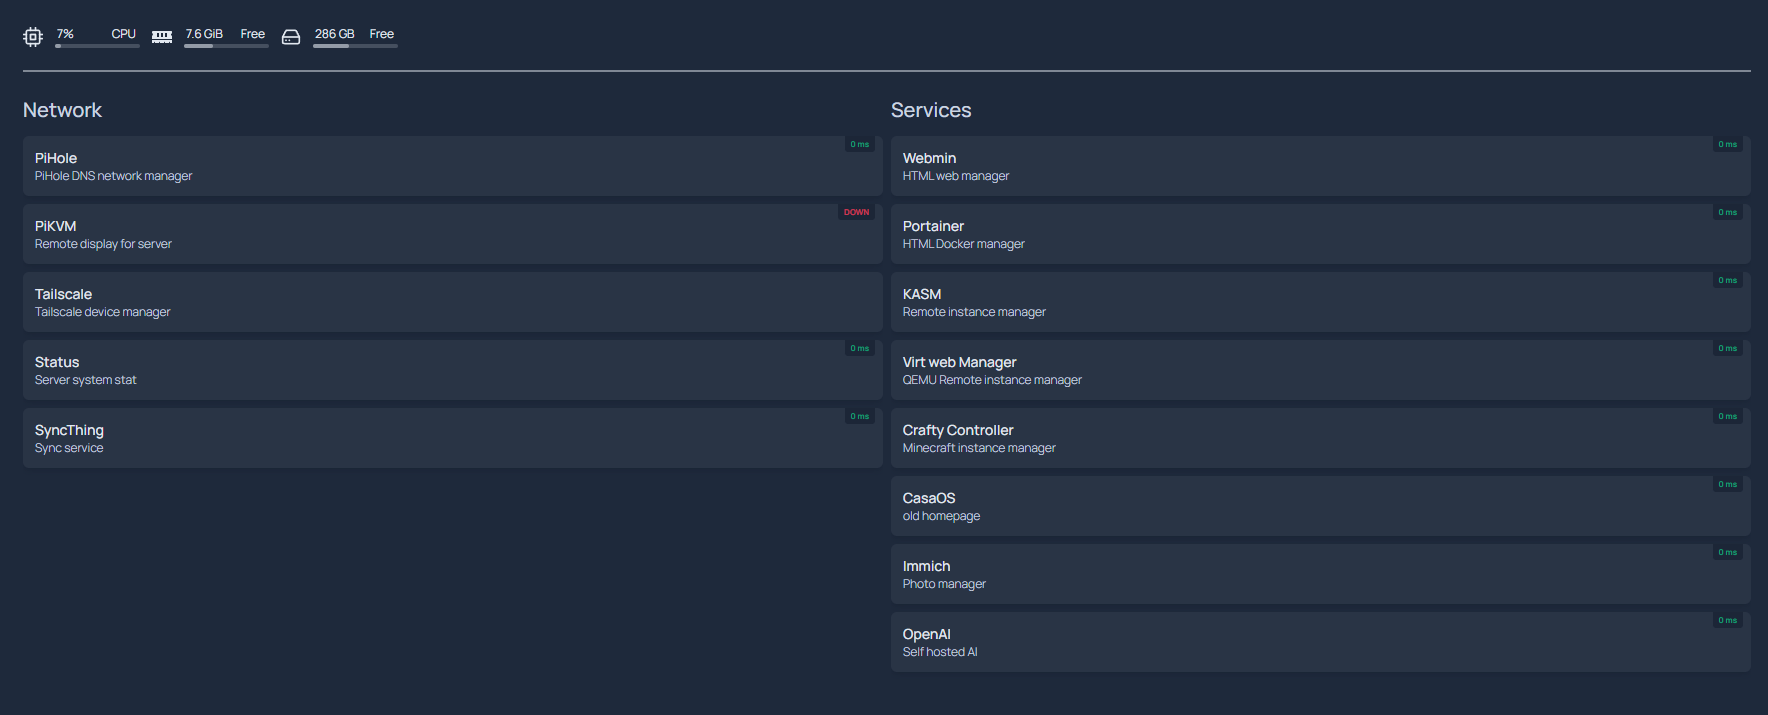 7% CPU 7.6 GiB Free 286 GB Free
Network
PiHole 0 ms
PiHole DNS network manager
PiKVM DOWN
Remote display for server
Tailscale
Tailscale device manager
Status 0 ms
Server system stat
SyncThing 0 ms
Sync service
Services
Webmin 0 ms
HTML web manager
Portainer 0 ms
HTML Docker manager
KASM 0 ms
Remote instance manager
Virt web Manager 0 ms
QEMU Remote instance manager
Crafty Controller 0 ms
Minecraft instance manager
CasaOS 0 ms
old homepage
Immich 0 ms
Photo manager
OpenAI 0 ms
Self hosted AI